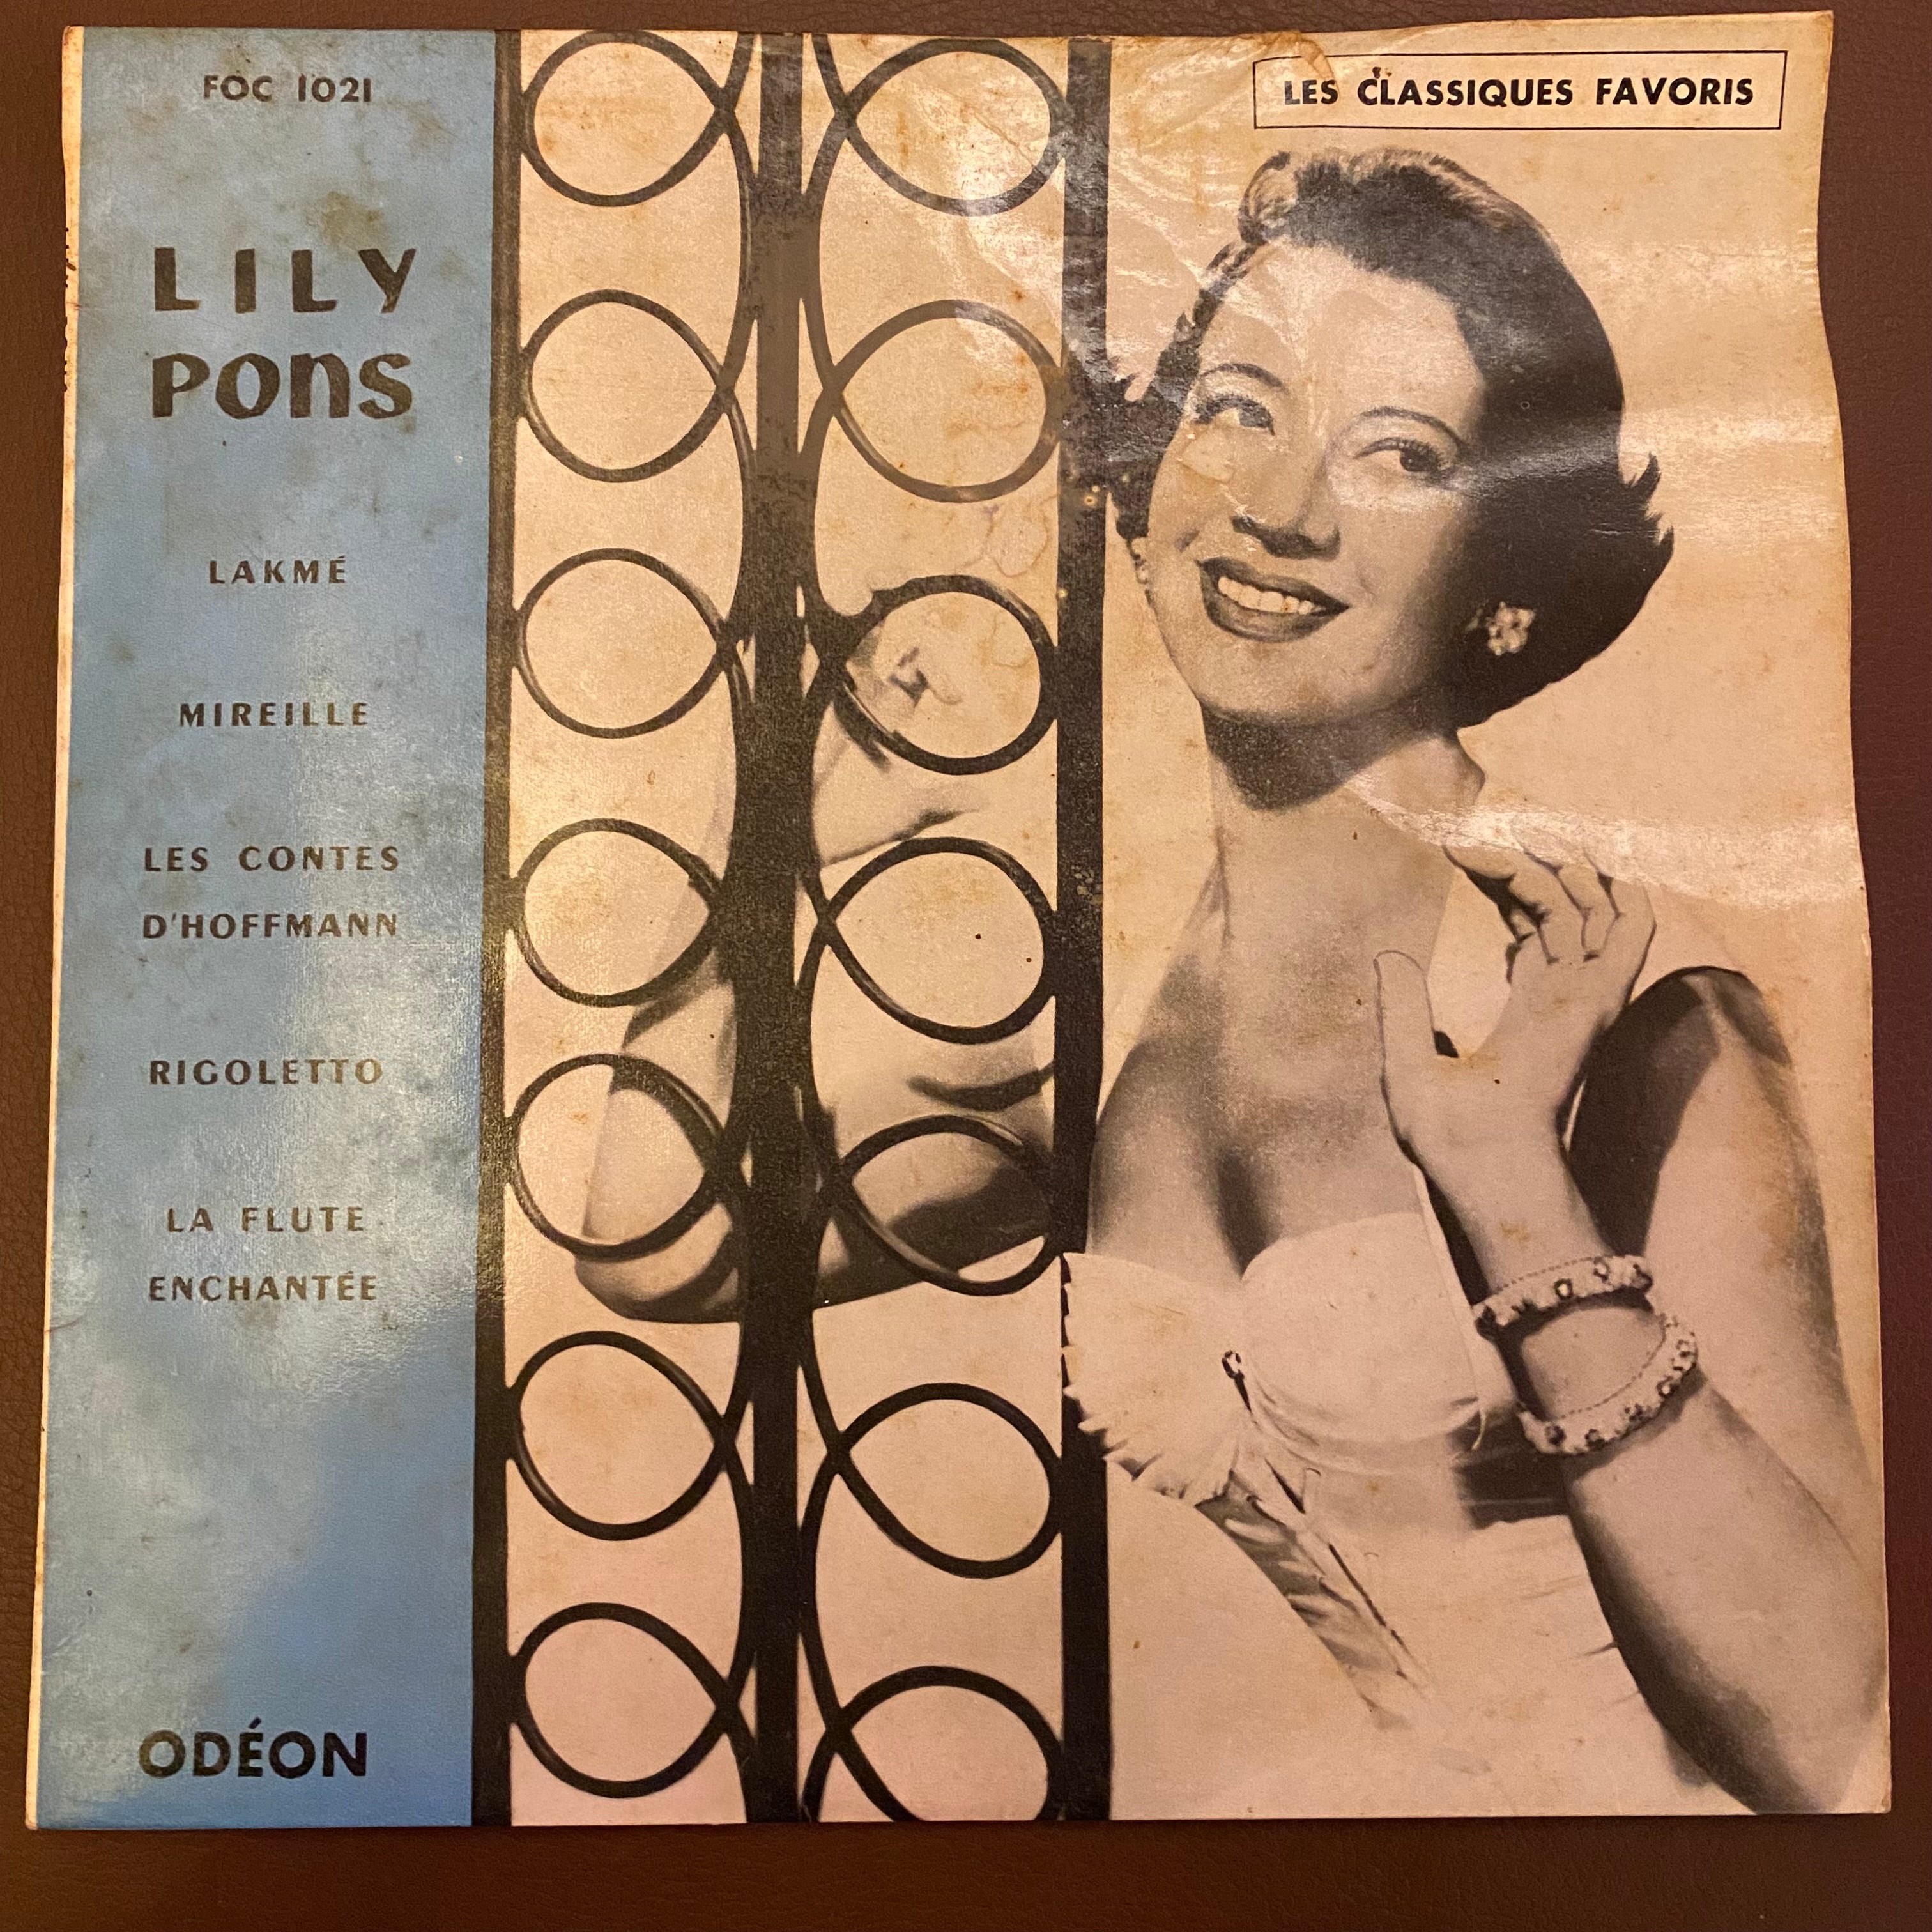 FOC 1021
LES CLASSIQUES FAVORIS
LILY
PONS
LAKMÉ
MIREILLE
LES CONTES
D'HOFFMANN
RIGOLETTO
LA FLUTE
ENCHANTÉE
ODÉON